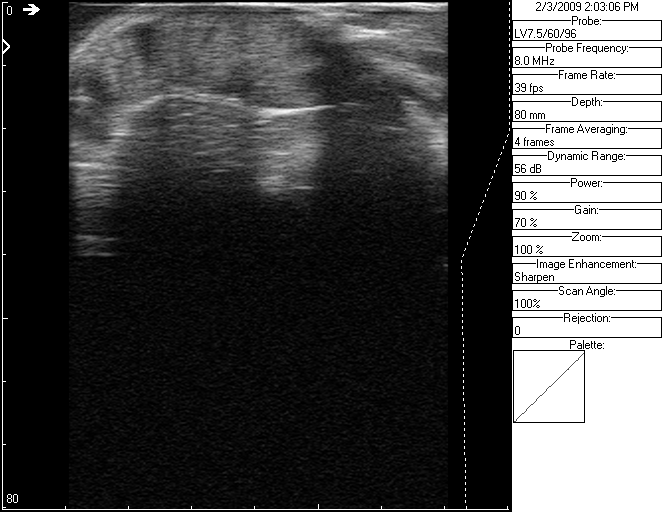 0
80
2/3/2009 2:03:06 PM
Probe:
LV7.5/60/96
Probe Frequency:
8.0 MHz
Frame Rate:
39 fps
Depth:
80 mm
Frame Averaging:
4 frames
Dynamic Range:
56 dB
Power:
90 %
Gain:
70 %
Zoom:
100 %
Image Enhancement:
Sharpen
Scan Angle:
100%
Rejection:
0
Palette: